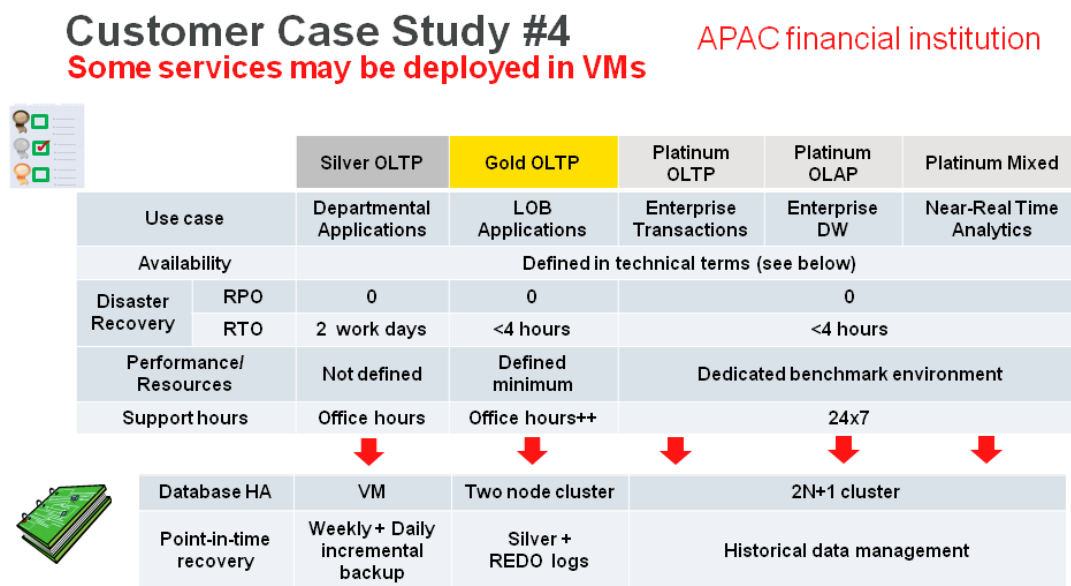 Customer Case Study #4
APAC financial institution
Some services may be deployed in VMs
Silver OLTP
Gold OLTP
Platinum
OLTP
Platinum
OLAP
Platinum Mixed
Use case
Departmental
Applications
LOB
Applications
Enterprise
Transactions
Enterprise
DW
Near-Real Time
Analytics
Availability
Defined in technical terms (see below)
Disaster
Recovery
RPO
0
0
0
RTO
2 work days
<4 hours
<4 hours
Performance/
Resources
Not defined
Defined
minimum
Dedicated benchmark environment
Support hours
Office hours
Office hours++
24x7
Database HA
VM
Two node cluster
2N+1 cluster
Point-in-time
recovery
Weekly + Daily
incremental
backup
Silver +
REDO logs
Historical data management